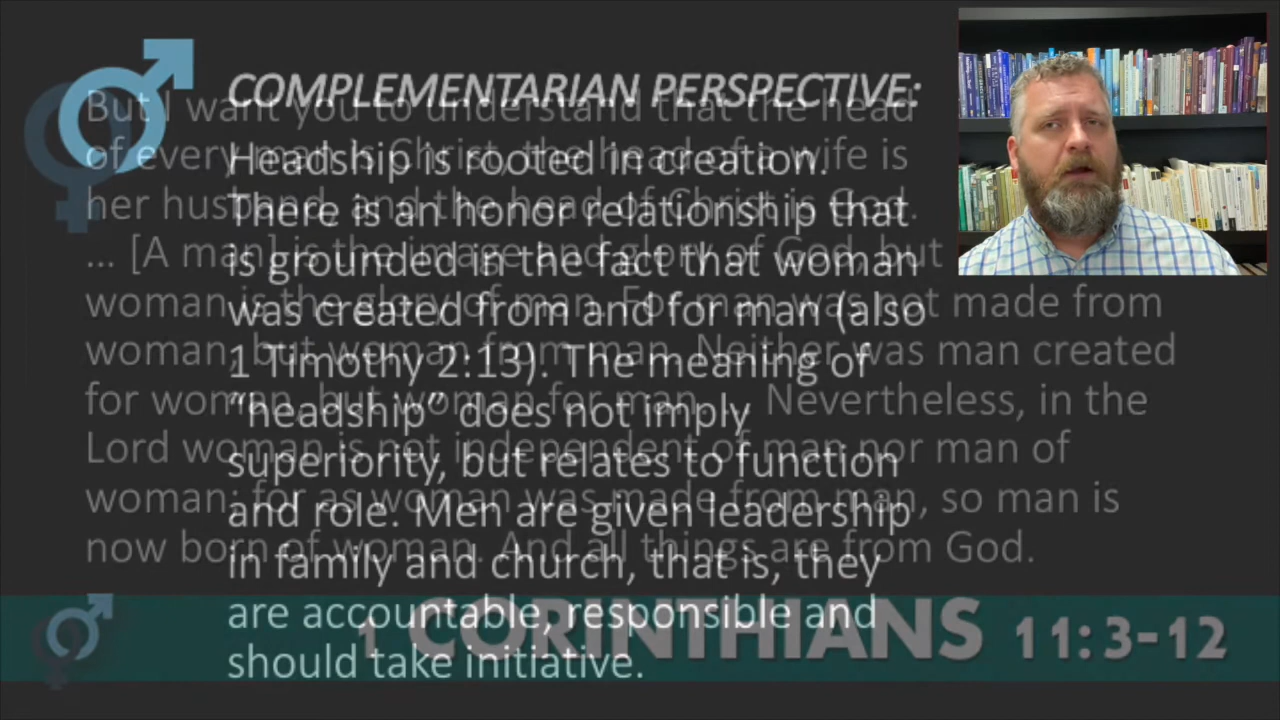 COMPLEMENTARIAN PERSPECTIVE:
Headship is rooted in creation.
There is an honor relationship that
is grounded in the fact that woman
was created from and for man (also
1 Timothy 2:13). The meaning of
“headship” does not imply
superiority, but relates to function
and role. Men are given leadership
in family and church, that is, they
are accountable, responsible and
should take initiative.
But I want you to understand that the head
of every man is Christ, the head of a wife is
her husband, and the head of Christ is God.
... [A man] is the image and glory of God, but
woman is the glory of man. For man was not made from
woman, but woman from man. Neither was man created
for woman, but woman for man. ... Nevertheless, in the
Lord woman is not independent of man nor man of
woman; for as woman was made from man, so man is
now born of woman. And all things are from God.
1 CORINTHIANS 11:3-12